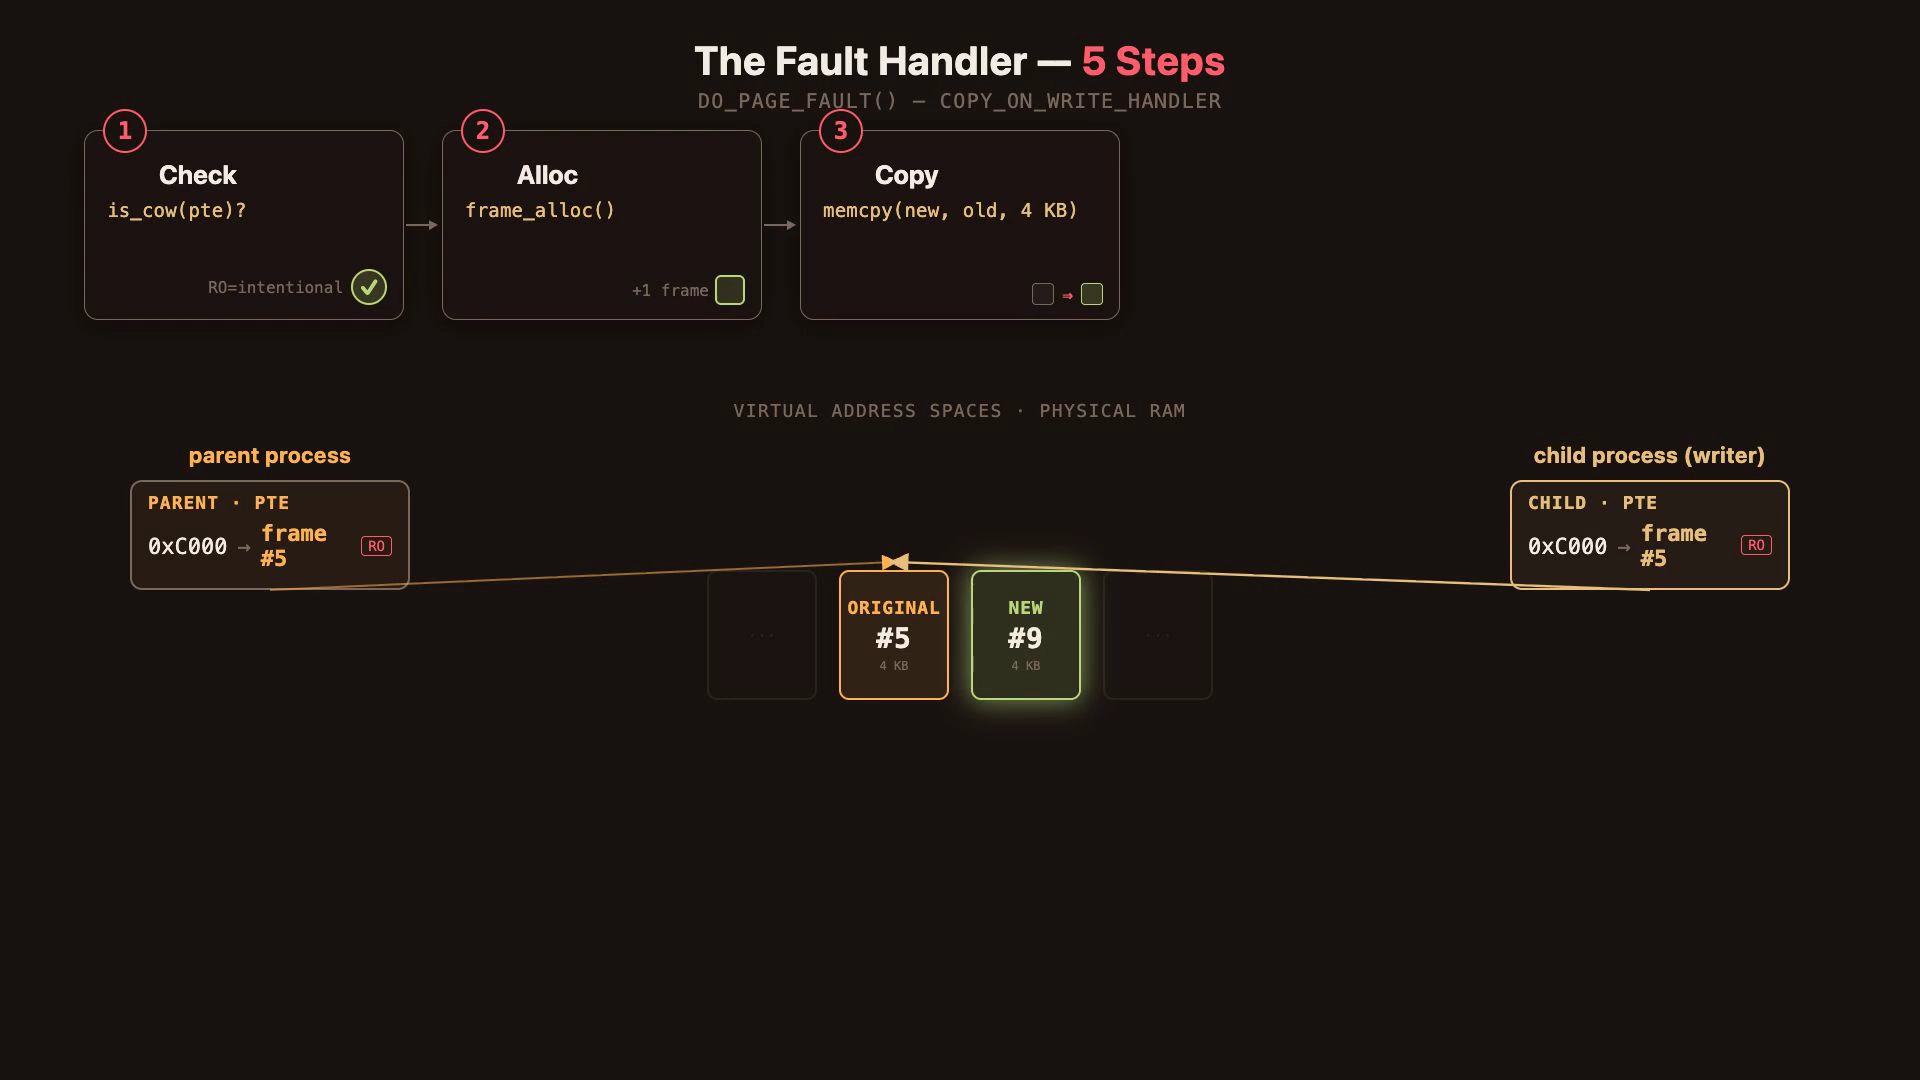 The Fault Handler — 5 Steps
DO_PAGE_FAULT() — COPY_ON_WRITE_HANDLER
1
Check
is_cow(pte)?
RO=intentional
2
Alloc
frame_alloc()
+1 frame
3
Copy
memcpy(new, old, 4 KB)
⇒
VIRTUAL ADDRESS SPACES · PHYSICAL RAM
parent process
PARENT · PTE
0xC000 → frame
#5
RO
child process (writer)
CHILD · PTE
0xC000 → frame
#5
RO
...
ORIGINAL
#5
4 KB
NEW
#9
4 KB
...